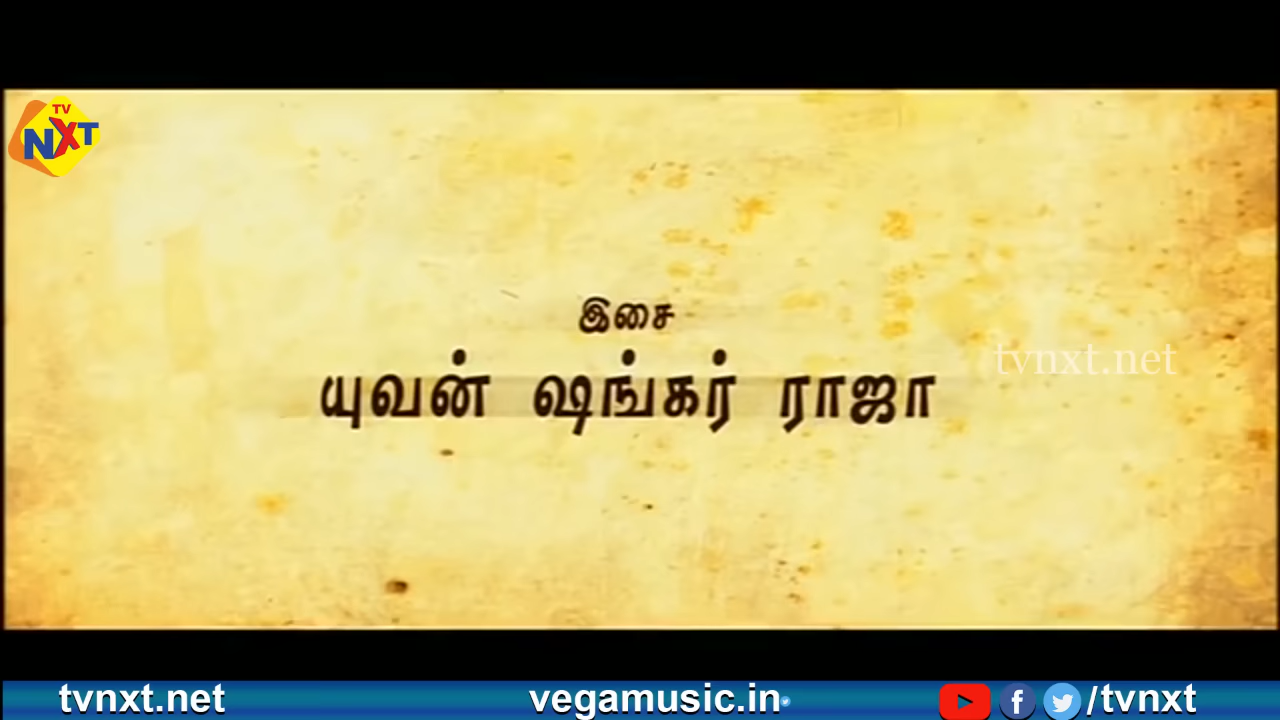 TV
NXT
இசை
tvnxt.net
யுவன் ஷங்கர் ராஜா
tvnxt.net
vegamusic.in
/tvnxt